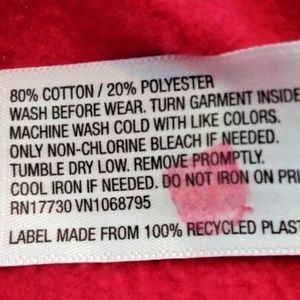 80% COTTON / 20% POLYESTER
WASH BEFORE WEAR. TURN GARMENT INSIDE
MACHINE WASH COLD WITH LIKE COLORS.
ONLY NON-CHLORINE BLEACH IF NEEDED.
TUMBLE DRY LOW. REMOVE PROMPTLY.
COOL IRON IF NEEDED. DO NOT IRON ON PRI
RN17730 VN1068795
LABEL MADE FROM 100% RECYCLED PLAST